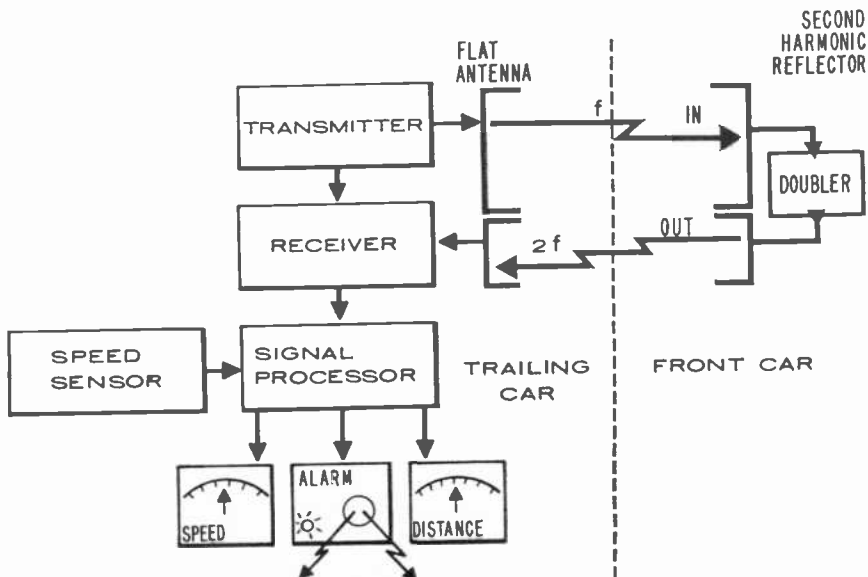 SECOND
HARMONIC
REFLECTOR
FLAT
ANTENNA
TRANSMITTER
f
IN
DOUBLER
RECEIVER
2f
OUT
SPEED
SENSOR
SIGNAL
PROCESSOR
TRAILING
CAR
FRONT CAR
SPEED
ALARM
DISTANCE